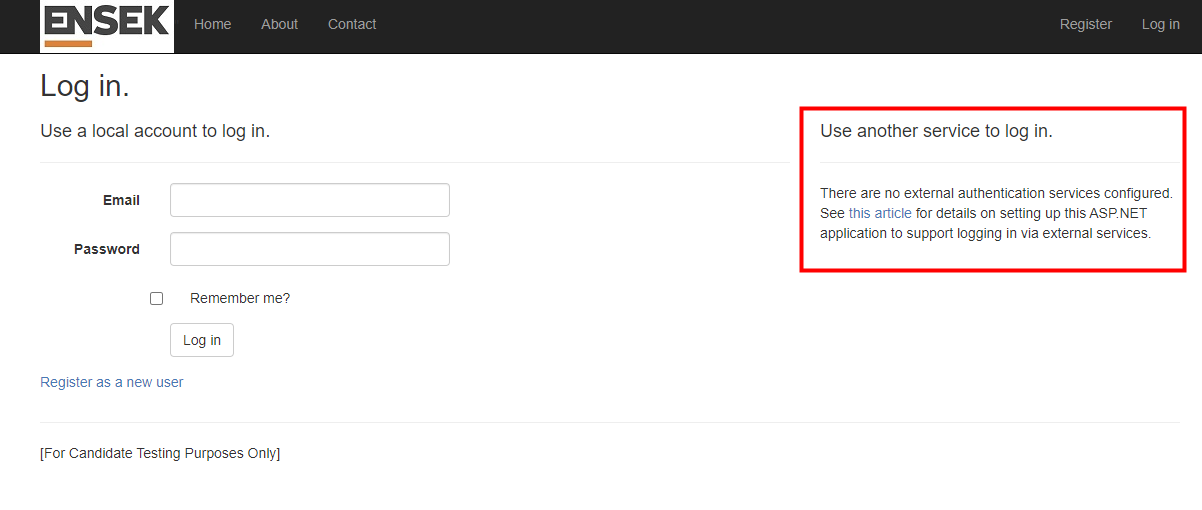 ENSEK Home About Contact Register Log in
Log in.
Use a local account to log in.
Email
Password
Remember me?
Log in
Register as a new user
Use another service to log in.
There are no external authentication services configured.
See this article for details on setting up this ASP.NET
application to support logging in via external services.
[For Candidate Testing Purposes Only]